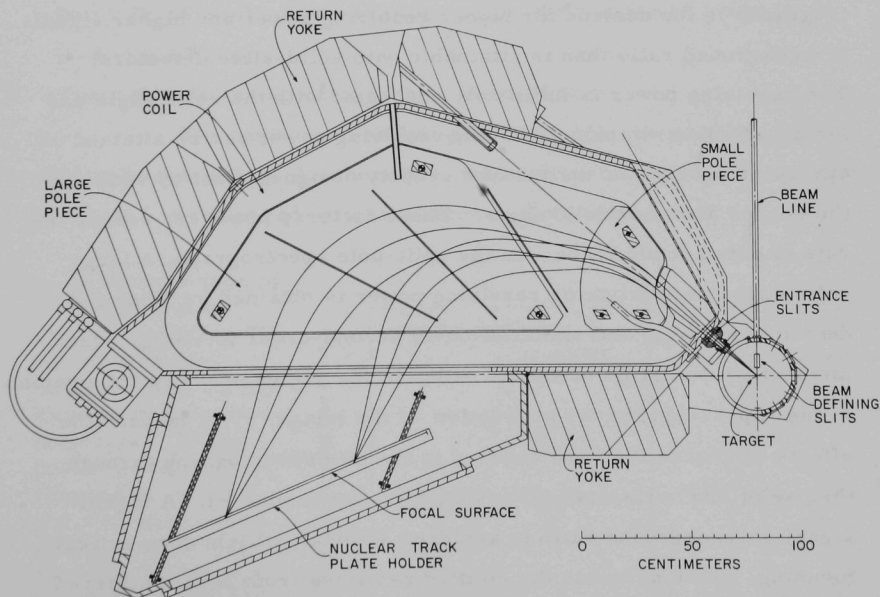 RETURN
YOKE
POWER
COIL
LARGE
POLE
PIECE
SMALL
POLE
PIECE
BEAM
LINE
ENTRANCE
SLITS
BEAM
DEFINING
SLITS
TARGET
RETURN
YOKE
FOCAL SURFACE
NUCLEAR TRACK
PLATE HOLDER
0 50 100
CENTIMETERS